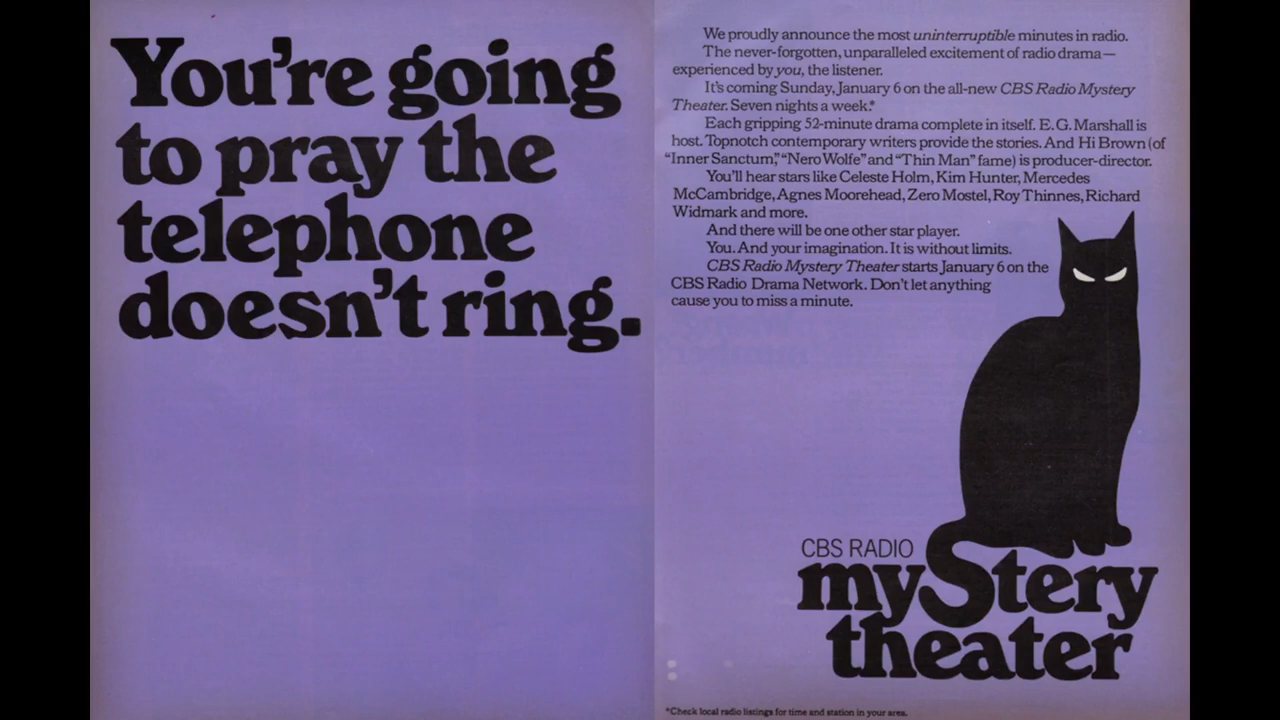 You're going
to pray the
telephone
doesn't ring.
We proudly announce the most uninterruptible minutes in radio.
The never-forgotten, unparalleled excitement of radio drama—
experienced by you, the listener.
It's coming Sunday, January 6 on the all-new CBS Radio Mystery
Theater. Seven nights a week.*
Each gripping 52-minute drama complete in itself. E. G. Marshall is
host. Topnotch contemporary writers provide the stories. And Hi Brown (of
"Inner Sanctum," "Nero Wolfe" and "Thin Man" fame) is producer-director.
You'll hear stars like Celeste Holm, Kim Hunter, Mercedes
McCambridge, Agnes Moorehead, Zero Mostel, Roy Thinnes, Richard
Widmark and more.
And there will be one other star player.
You. And your imagination. It is without limits.
CBS Radio Mystery Theater starts January 6 on the
CBS Radio Drama Network. Don't let anything
cause you to miss a minute.
CBS RADIO
myStery
theater
*Check local radio listings for time and station in your area.